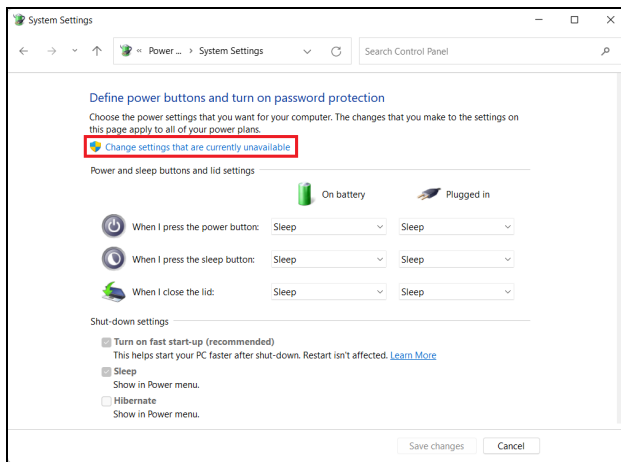 System Settings
« Power ... › System Settings
Search Control Panel
Define power buttons and turn on password protection
Choose the power settings that you want for your computer. The changes that you make to the settings on
this page apply to all of your power plans.
Change settings that are currently unavailable
Power and sleep buttons and lid settings
On battery Plugged in
When I press the power button: Sleep Sleep
When I press the sleep button: Sleep Sleep
When I close the lid: Sleep Sleep
Shut-down settings
Turn on fast start-up (recommended)
This helps start your PC faster after shut-down. Restart isn't affected. Learn More
Sleep
Show in Power menu.
Hibernate
Show in Power menu.
Save changes Cancel